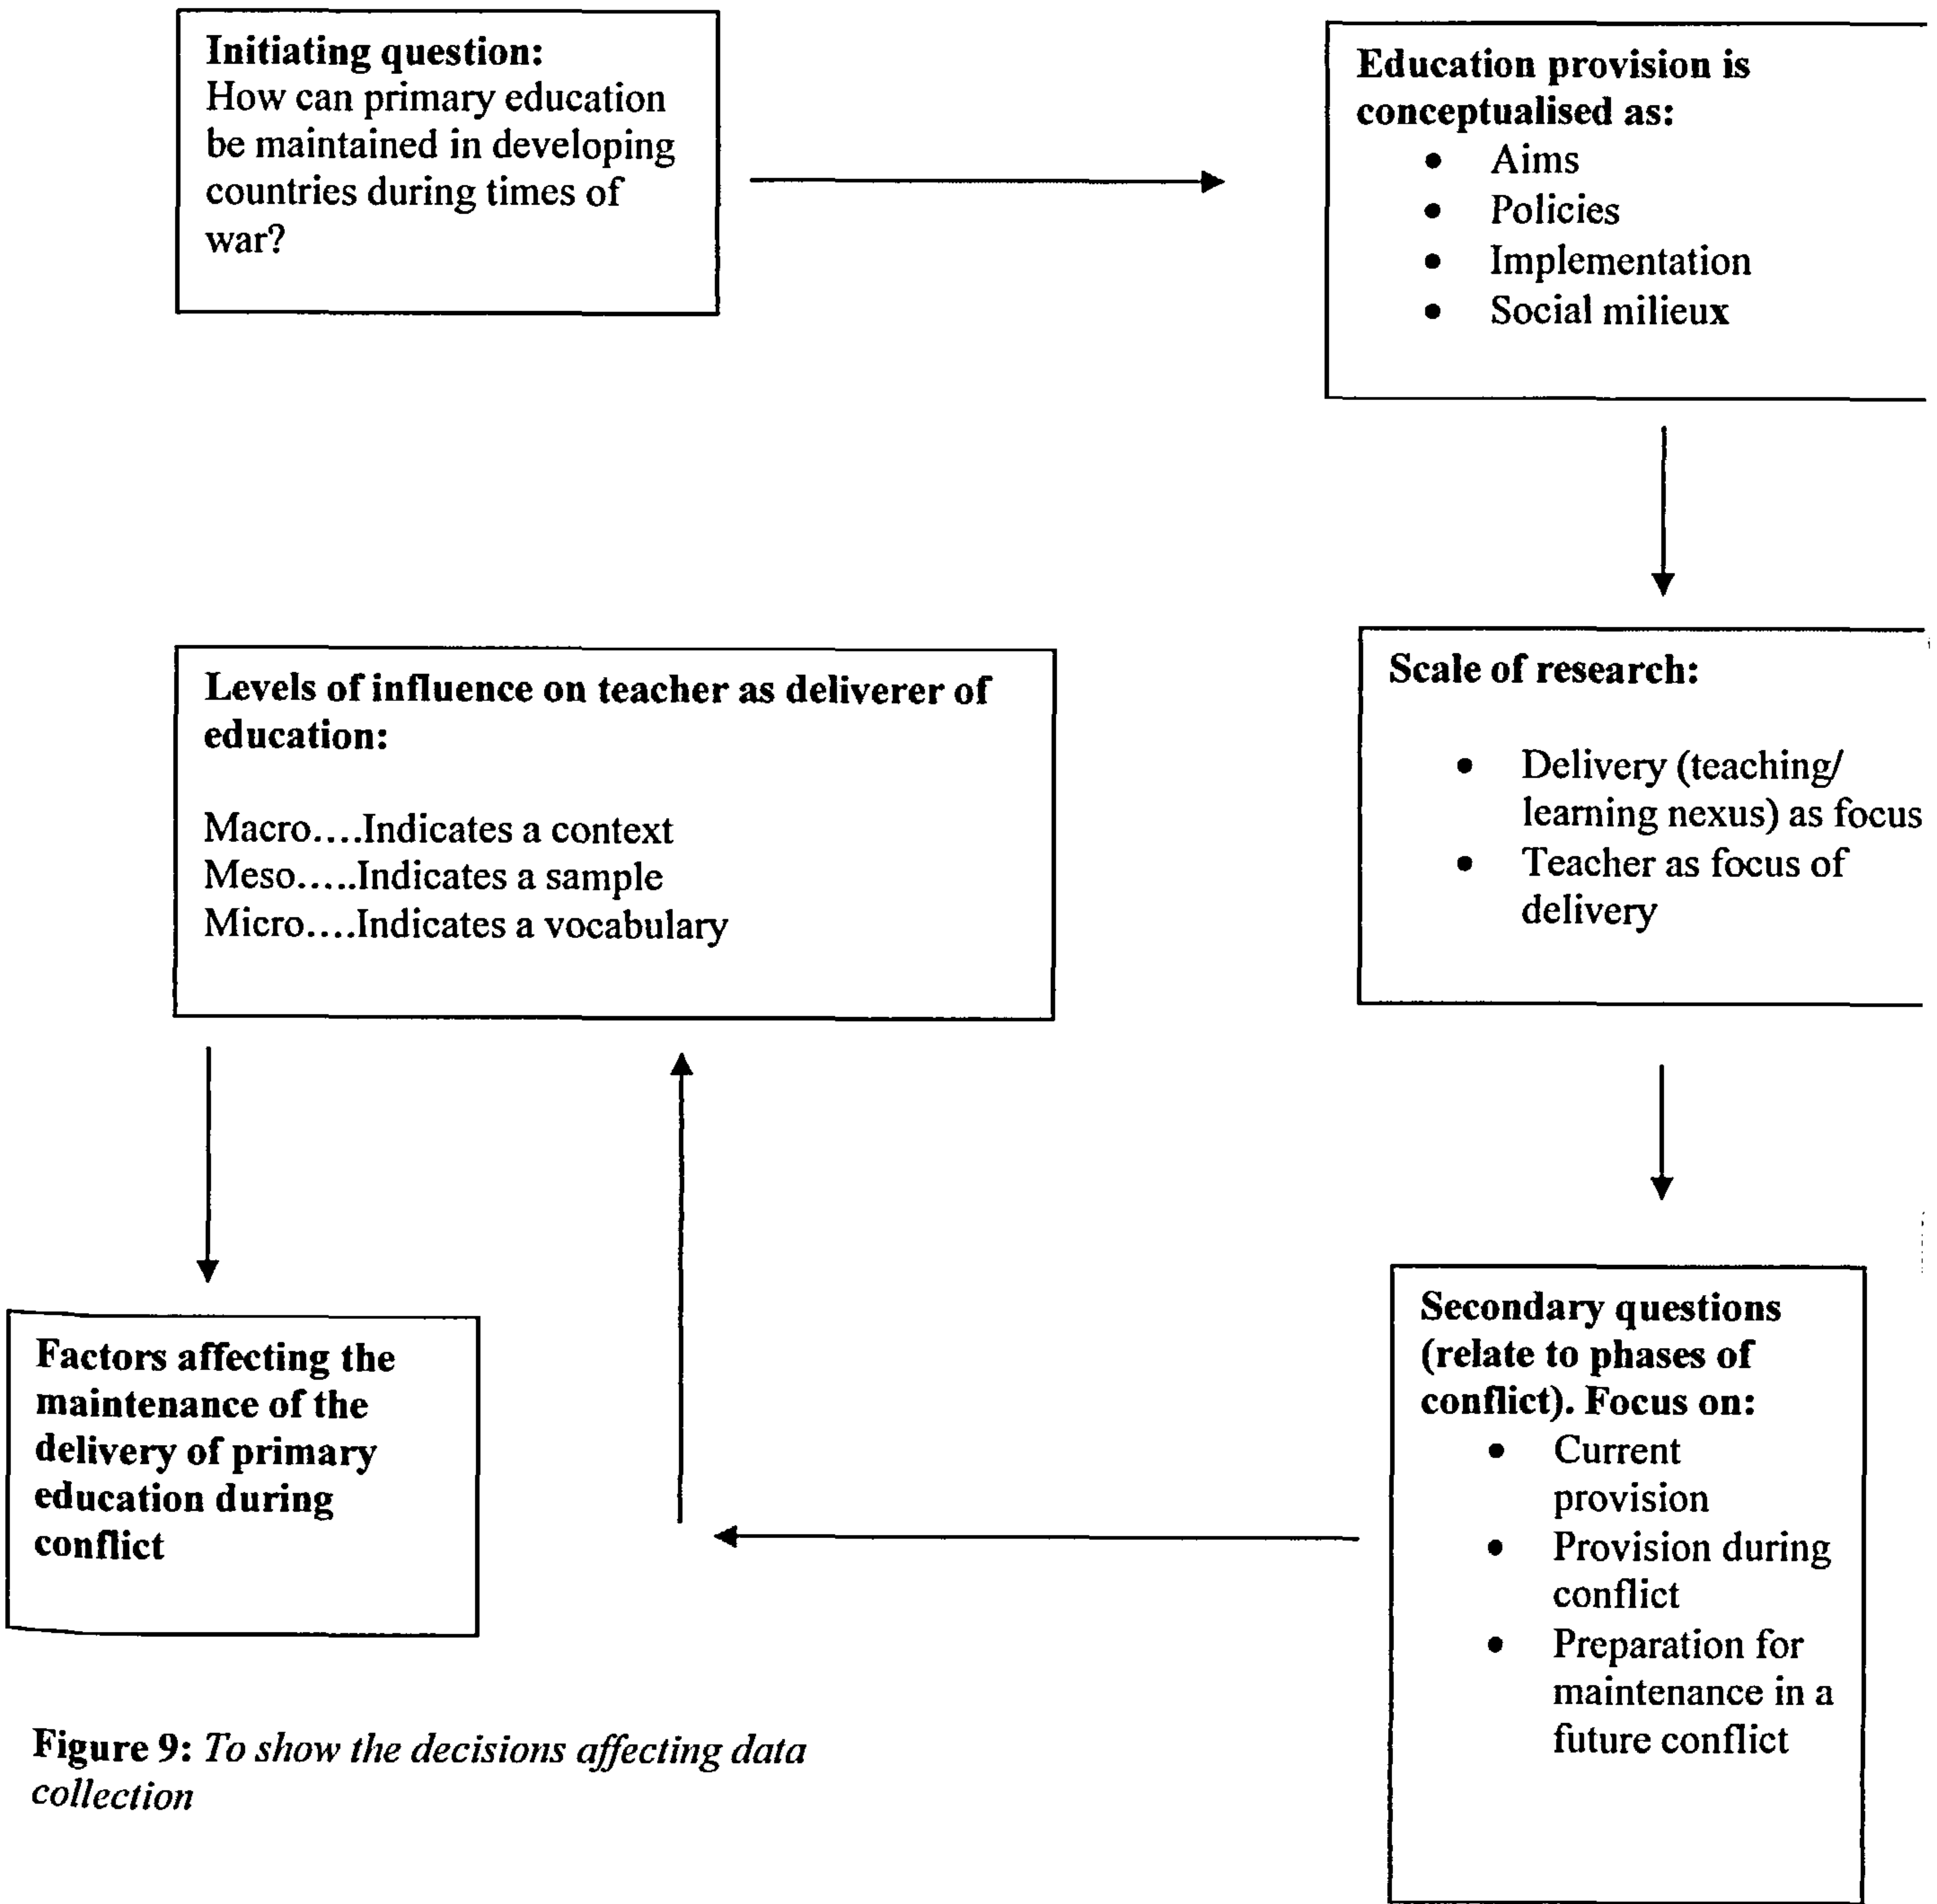 Initiating question:
How can primary education
be maintained in developing
countries during times of
war?
Education provision is
conceptualised as:
• Aims
• Policies
• Implementation
• Social milieux
Scale of research:
• Delivery (teaching/
learning nexus) as focus
• Teacher as focus of
delivery
Secondary questions
(relate to phases of
conflict). Focus on:
• Current
provision
• Provision during
conflict
• Preparation for
maintenance in a
future conflict
Levels of influence on teacher as deliverer of
education:
Macro....Indicates a context
Meso.....Indicates a sample
Micro....Indicates a vocabulary
Factors affecting the
maintenance of the
delivery of primary
education during
conflict
Figure 9: To show the decisions affecting data
collection